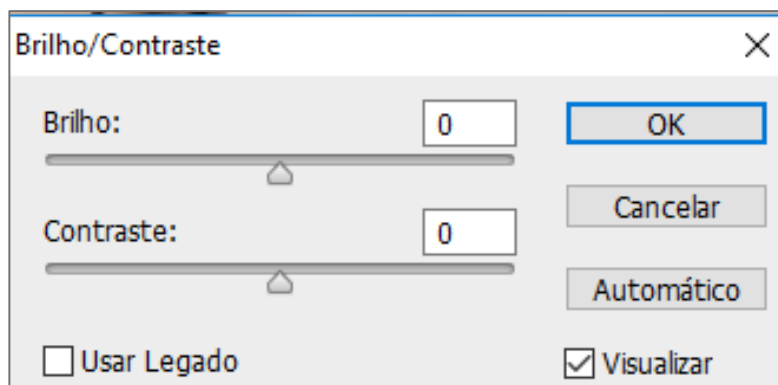 Brilho/Contraste
Brilho: 0
OK
Cancelar
Contraste: 0
Automático
Usar Legado
Visualizar